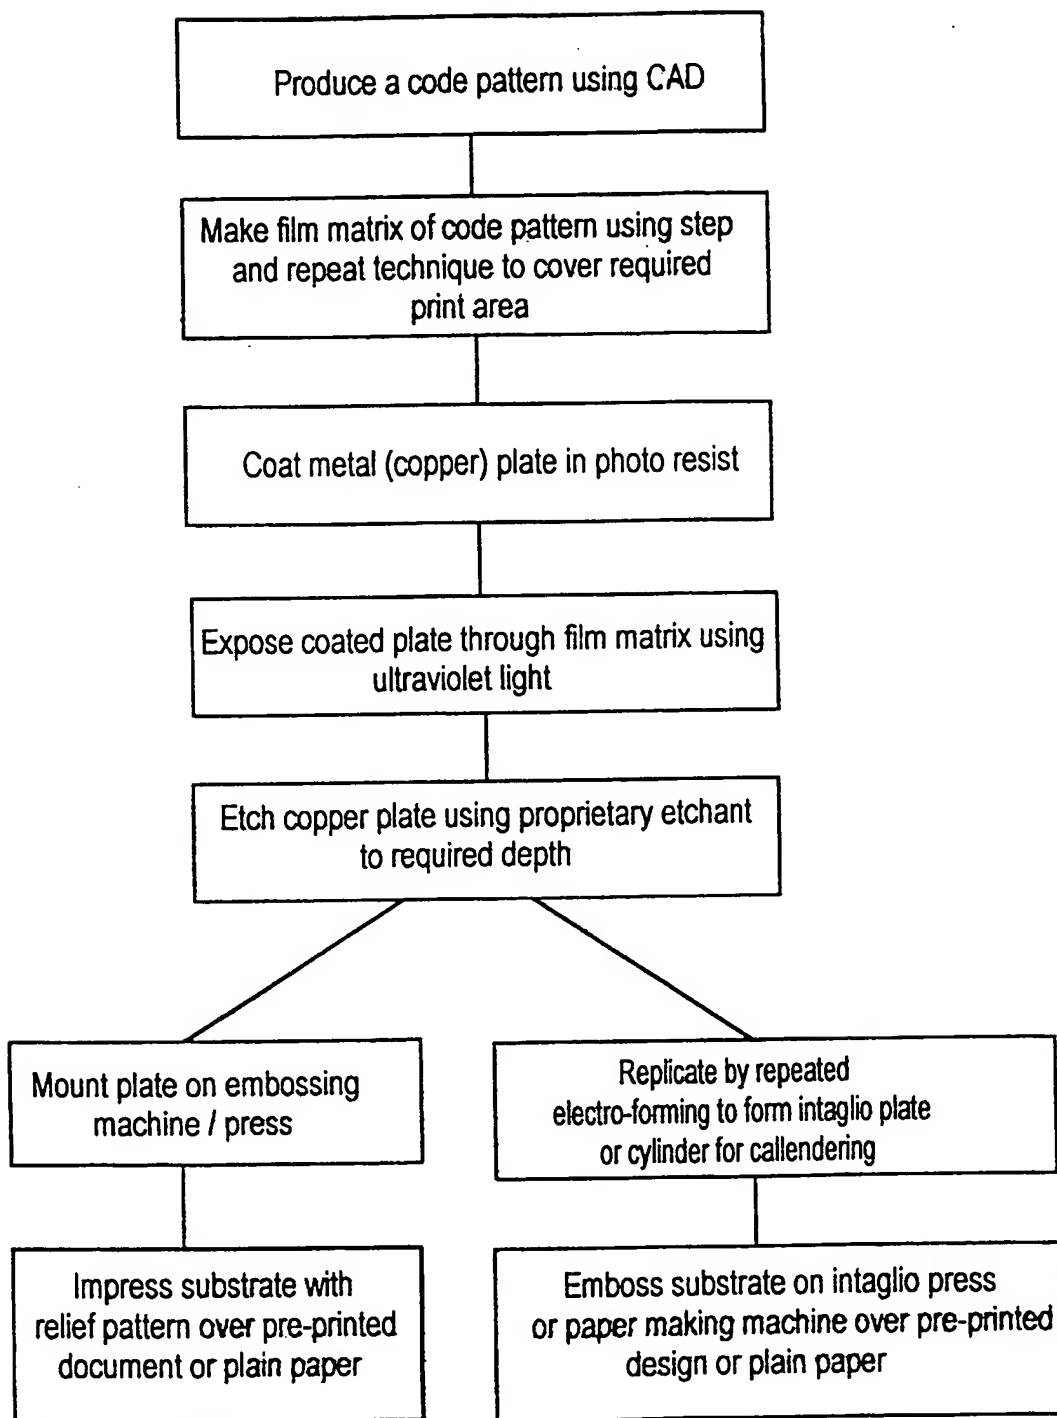 Produce a code pattern using CAD
Make film matrix of code pattern using step
and repeat technique to cover required
print area
Coat metal (copper) plate in photo resist
Expose coated plate through film matrix using
ultraviolet light
Etch copper plate using proprietary etchant
to required depth
Mount plate on embossing
machine / press
Replicate by repeated
electro-forming to form intaglio plate
or cylinder for callendering
Impress substrate with
relief pattern over pre-printed
document or plain paper
Emboss substrate on intaglio press
or paper making machine over pre-printed
design or plain paper